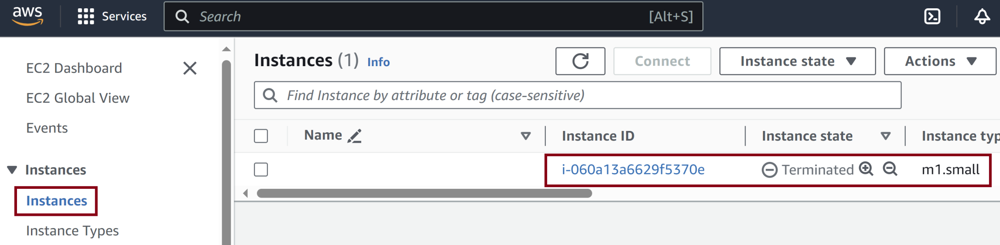 aws Services Search [Alt+S]
EC2 Dashboard
EC2 Global View
Events
Instances
Instances
Instance Types
Instances (1) Info Connect Instance state Actions
Find Instance by attribute or tag (case-sensitive)
Name Instance ID Instance state Instance typ
i-060a13a6629f5370e Terminated m1.small